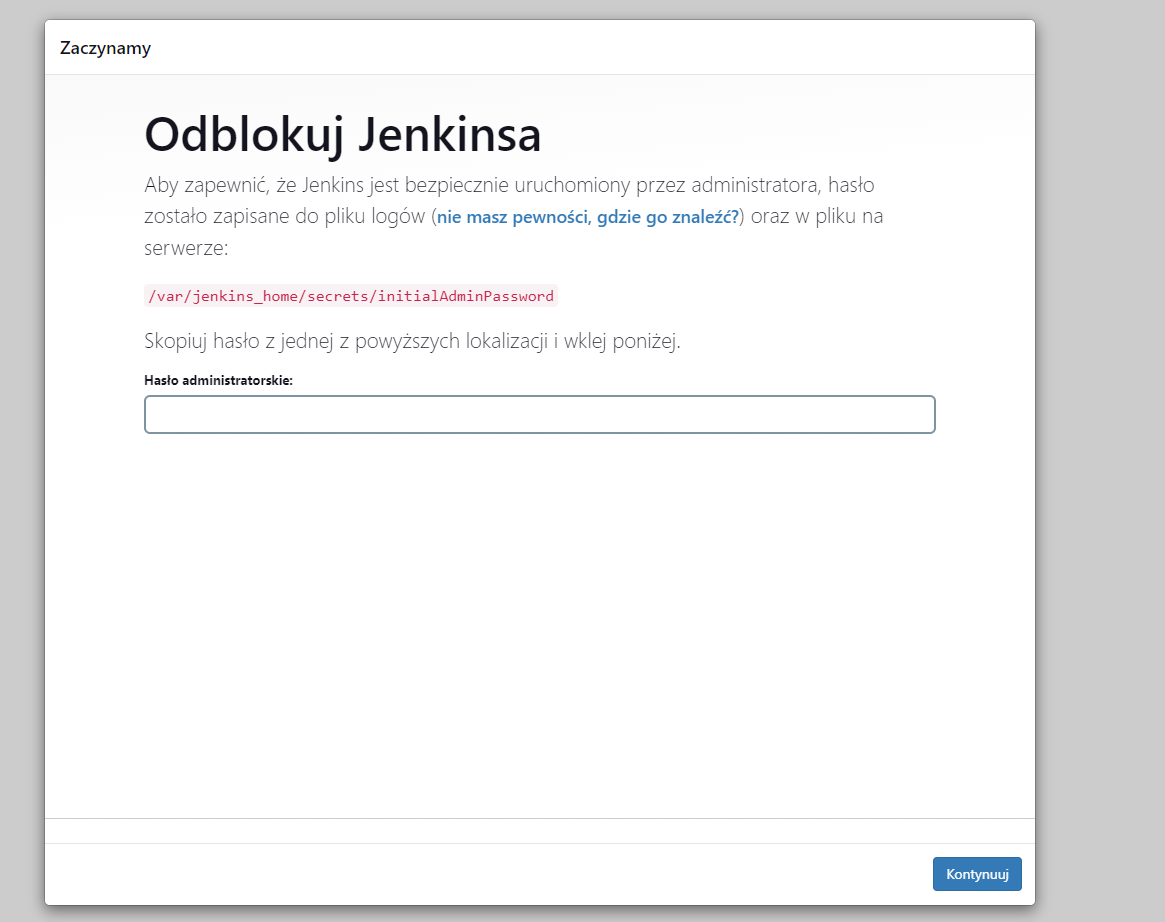 Zaczynamy
Odblokuj Jenkinsa
Aby zapewnić, że Jenkins jest bezpiecznie uruchomiony przez administratora, hasło
zostało zapisane do pliku logów (nie masz pewności, gdzie go znaleźć?) oraz w pliku na
serwerze:
/var/jenkins_home/secrets/initialAdminPassword
Skopiuj hasło z jednej z powyższych lokalizacji i wklej poniżej.
Hasło administratorskie:
Kontynuuj